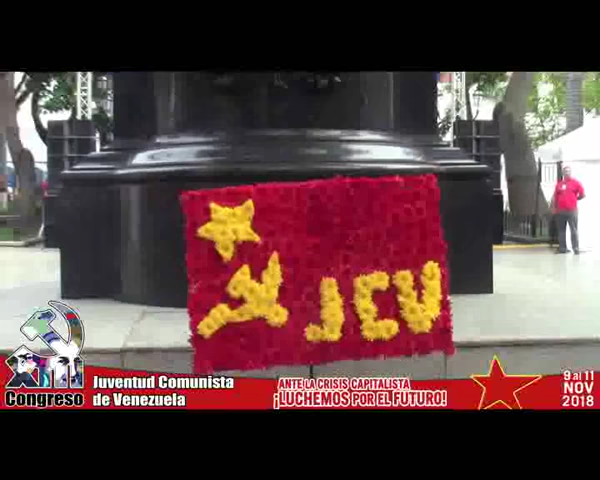 JCV
XIII
Congreso
Juventud Comunista
de Venezuela
ANTE LA CRISIS CAPITALISTA
¡LUCHEMOS POR EL FUTURO!
9 al 11
NOV
2018